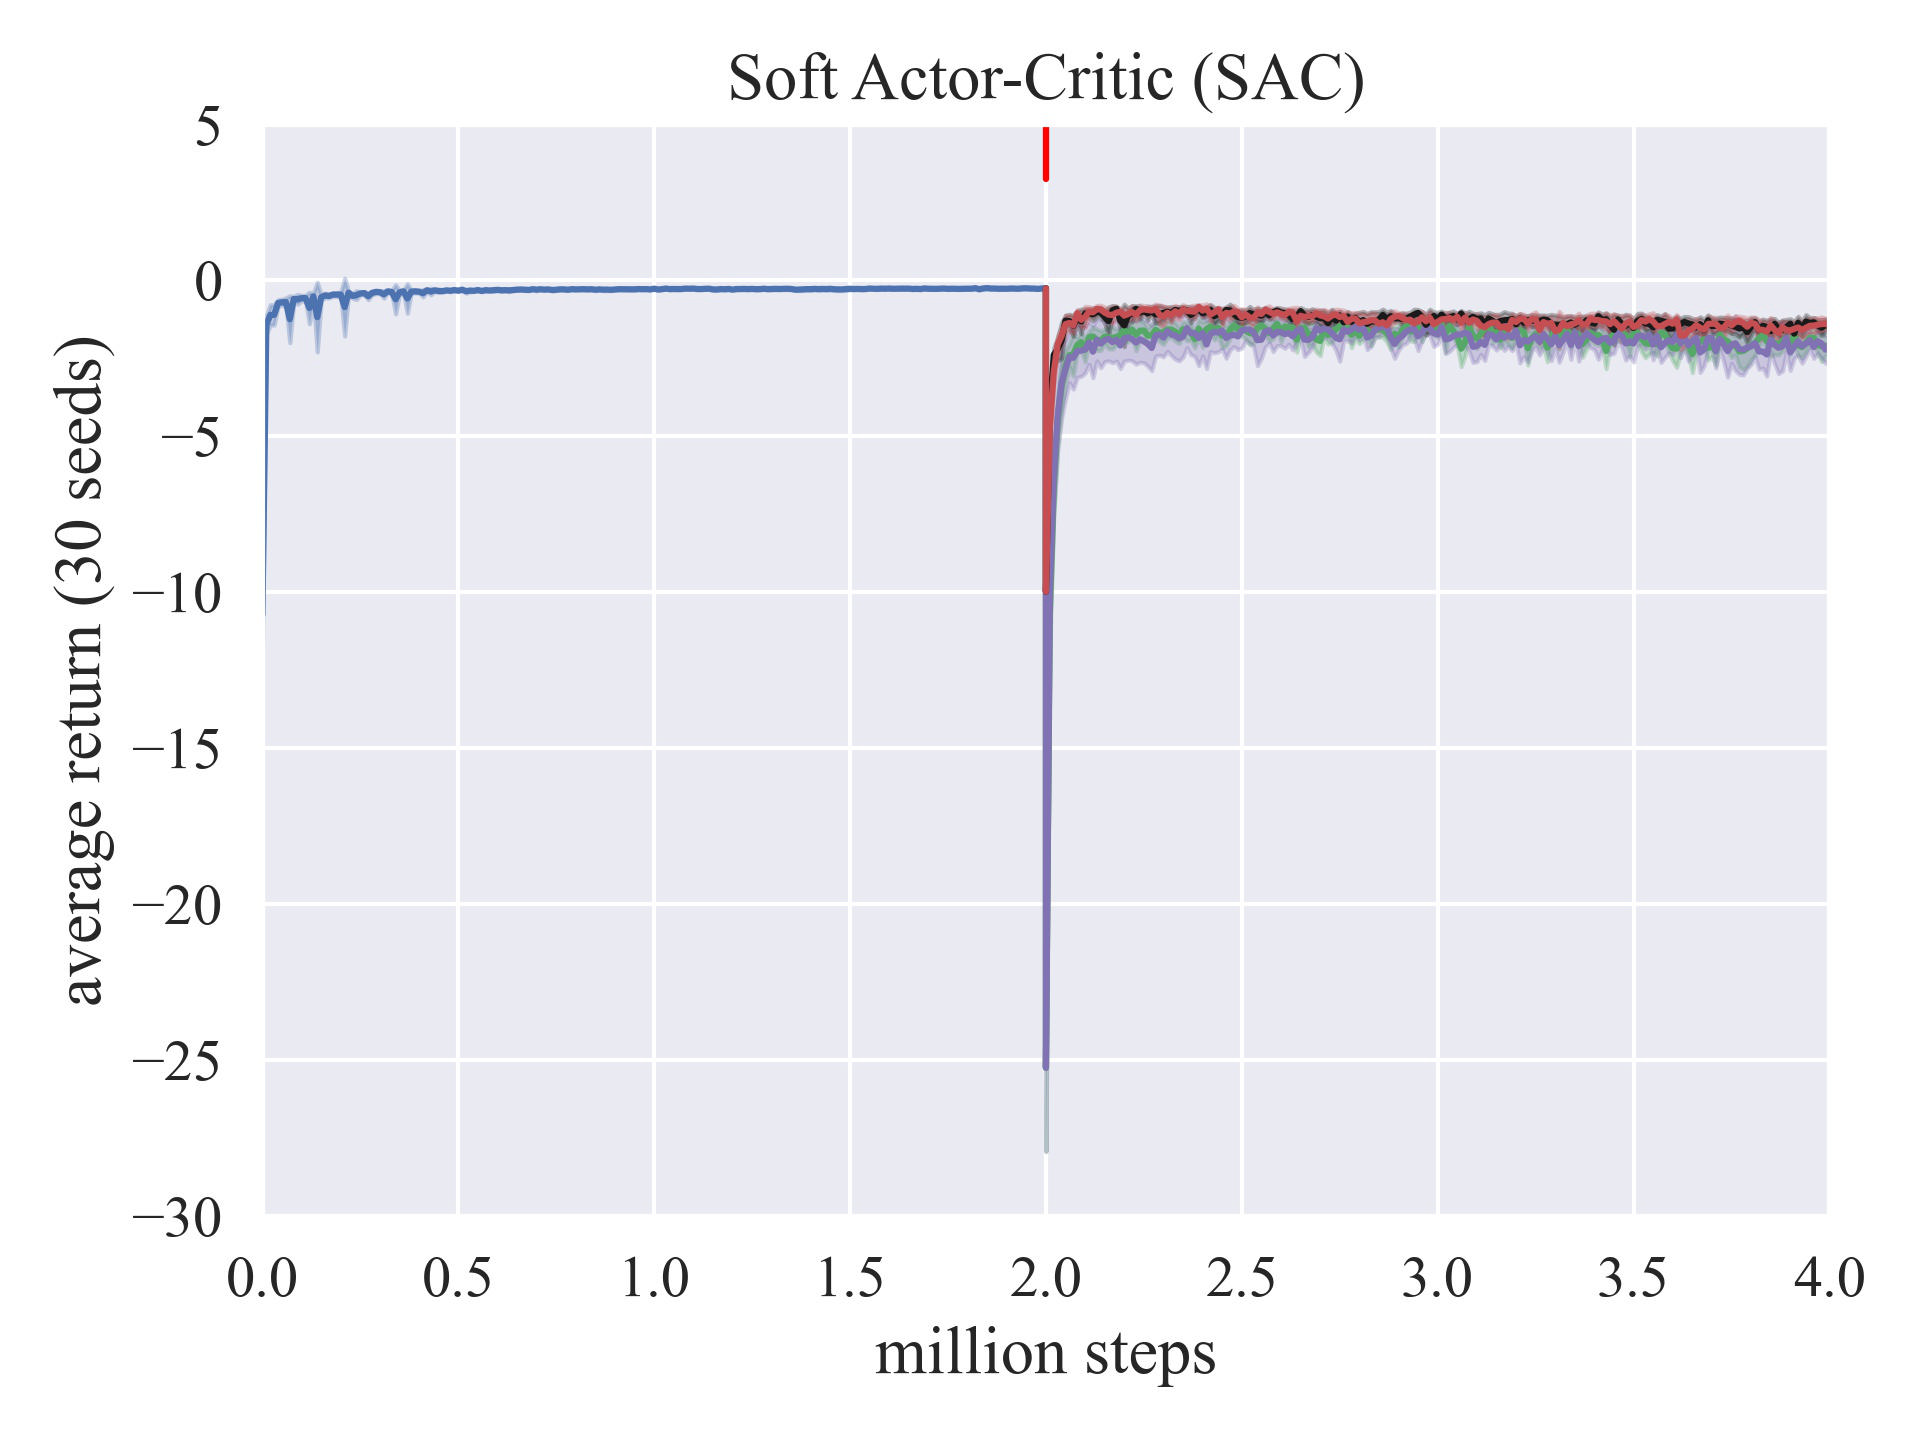 Soft Actor-Critic (SAC)
average return (30 seeds)
5
0
−5
−10
−15
−20
−25
−30
0.0 0.5 1.0 1.5 2.0 2.5 3.0 3.5 4.0
million steps